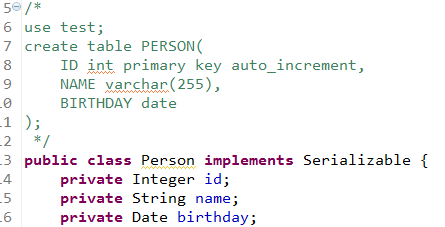 5 /*
6 use test;
7 create table PERSON(
8     ID int primary key auto_increment,
9     NAME varchar(255),
.0     BIRTHDAY date
.1 );
.2  */
.3 public class Person implements Serializable {
.4     private Integer id;
.5     private String name;
.6     private Date birthday;